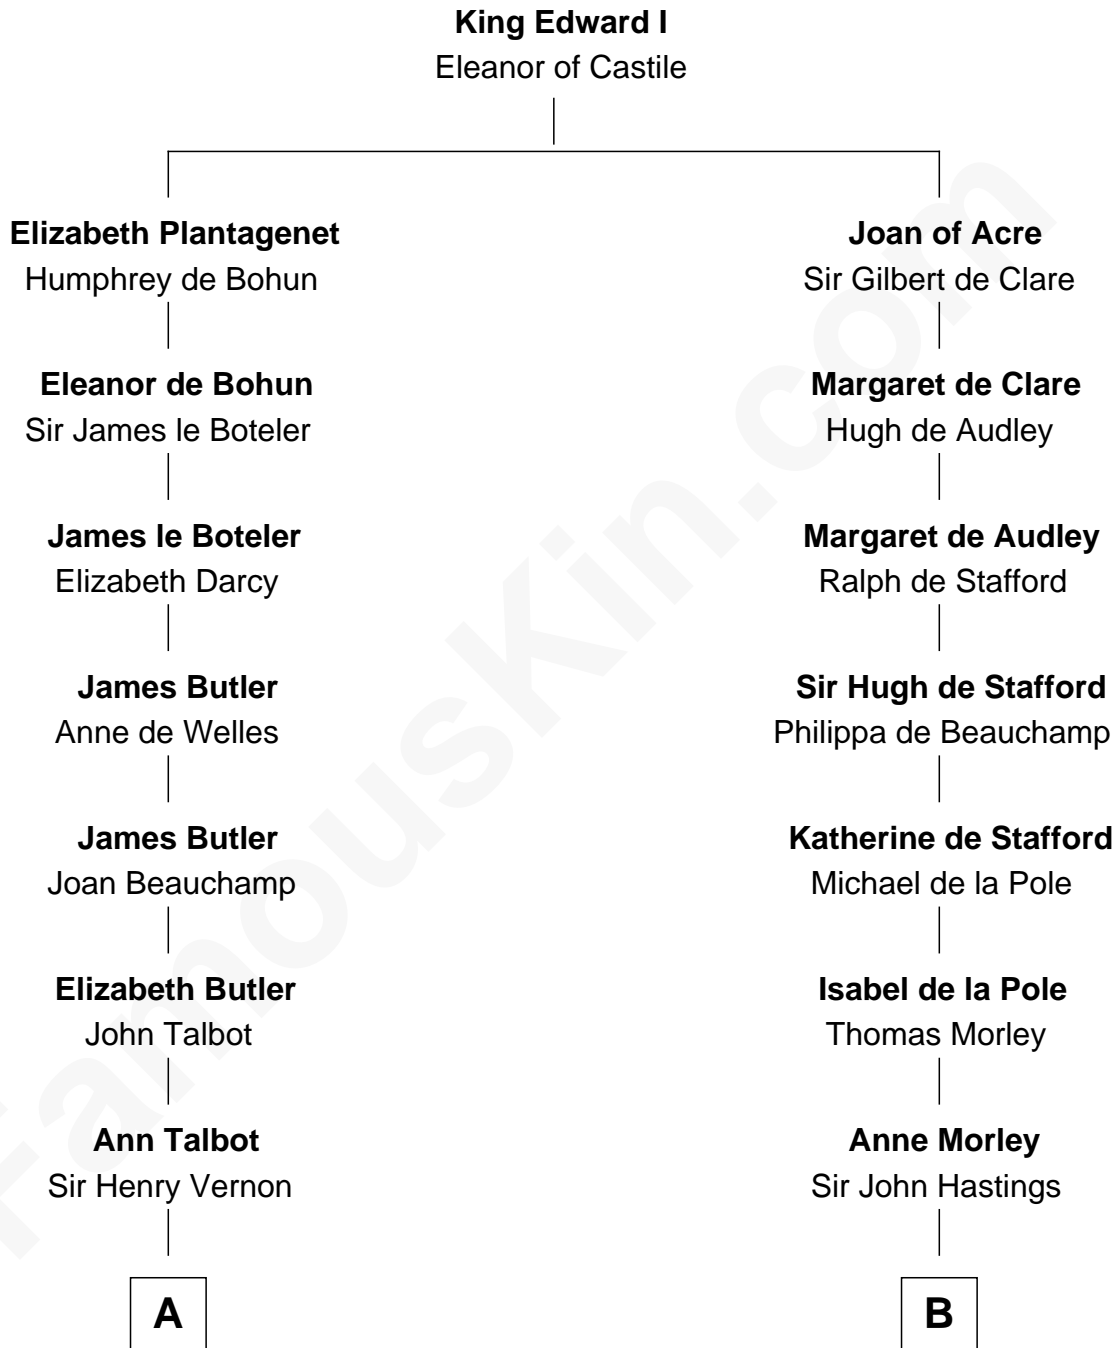 King Edward I
Eleanor of Castile
Elizabeth Plantagenet
Humphrey de Bohun
Joan of Acre
Sir Gilbert de Clare
Eleanor de Bohun
Sir James le Boteler
Margaret de Clare
Hugh de Audley
James le Boteler
Elizabeth Darcy
Margaret de Audley
Ralph de Stafford
James Butler
Anne de Welles
Sir Hugh de Stafford
Philippa de Beauchamp
James Butler
Joan Beauchamp
Katherine de Stafford
Michael de la Pole
Elizabeth Butler
John Talbot
Isabel de la Pole
Thomas Morley
Ann Talbot
Sir Henry Vernon
Anne Morley
Sir John Hastings
A
B
FamousKin.com